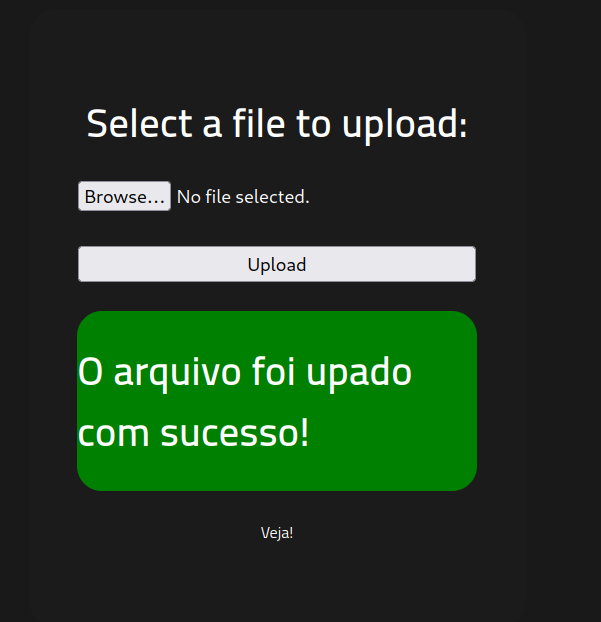 Select a file to upload:
Browse... No file selected.
Upload
O arquivo foi upado
com sucesso!
Veja!